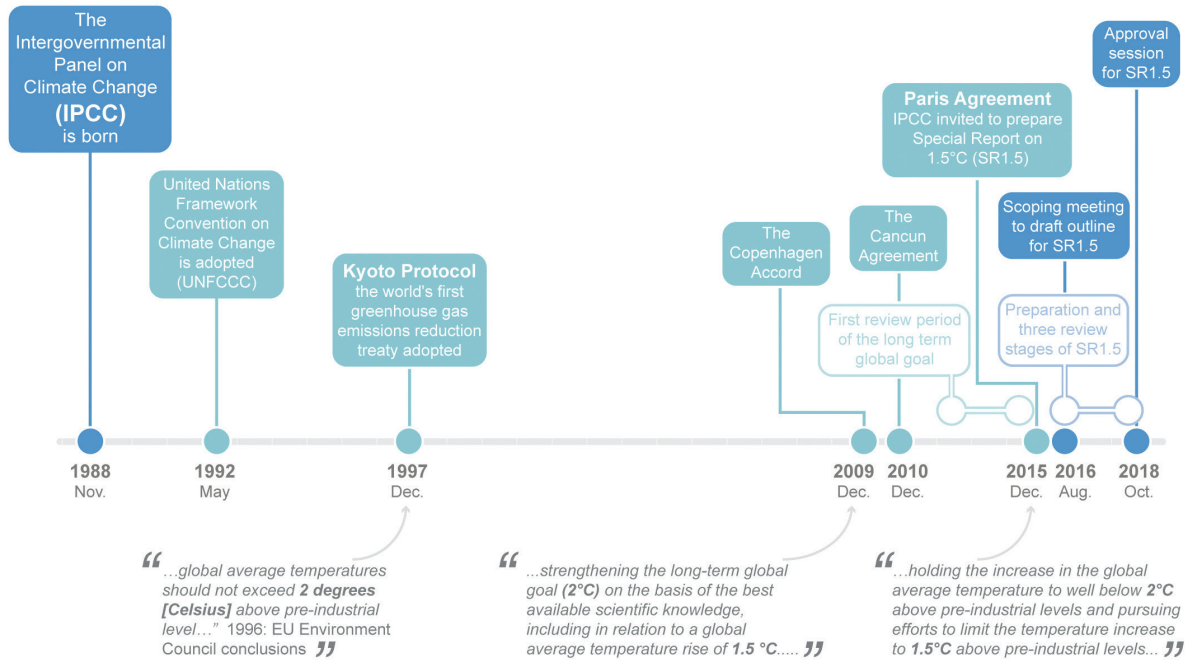 The
Intergovernmental
Panel on
Climate Change
(IPCC)
is born
United Nations
Framework
Convention on
Climate Change
is adopted
(UNFCCC)
Kyoto Protocol
the world's first
greenhouse gas
emissions reduction
treaty adopted
The
Copenhagen
Accord
The
Cancun
Agreement
First review period
of the long term
global goal
Paris Agreement
IPCC invited to prepare
Special Report on
1.5°C (SR1.5)
Scoping meeting
to draft outline
for SR1.5
Preparation and
three review
stages of SR1.5
Approval
session
for SR1.5
1988
Nov.
1992
May
1997
Dec.
2009
Dec.
2010
Dec.
2015
Dec.
2016
Aug.
2018
Oct.
“ ...global average temperatures
should not exceed 2 degrees
[Celsius] above pre-industrial
level...” 1996: EU Environment
Council conclusions ”
“ ...strengthening the long-term global
goal (2°C) on the basis of the best
available scientific knowledge,
including in relation to a global
average temperature rise of 1.5 °C..... ”
“ ...holding the increase in the global
average temperature to well below 2°C
above pre-industrial levels and pursuing
efforts to limit the temperature increase
to 1.5°C above pre-industrial levels... ”